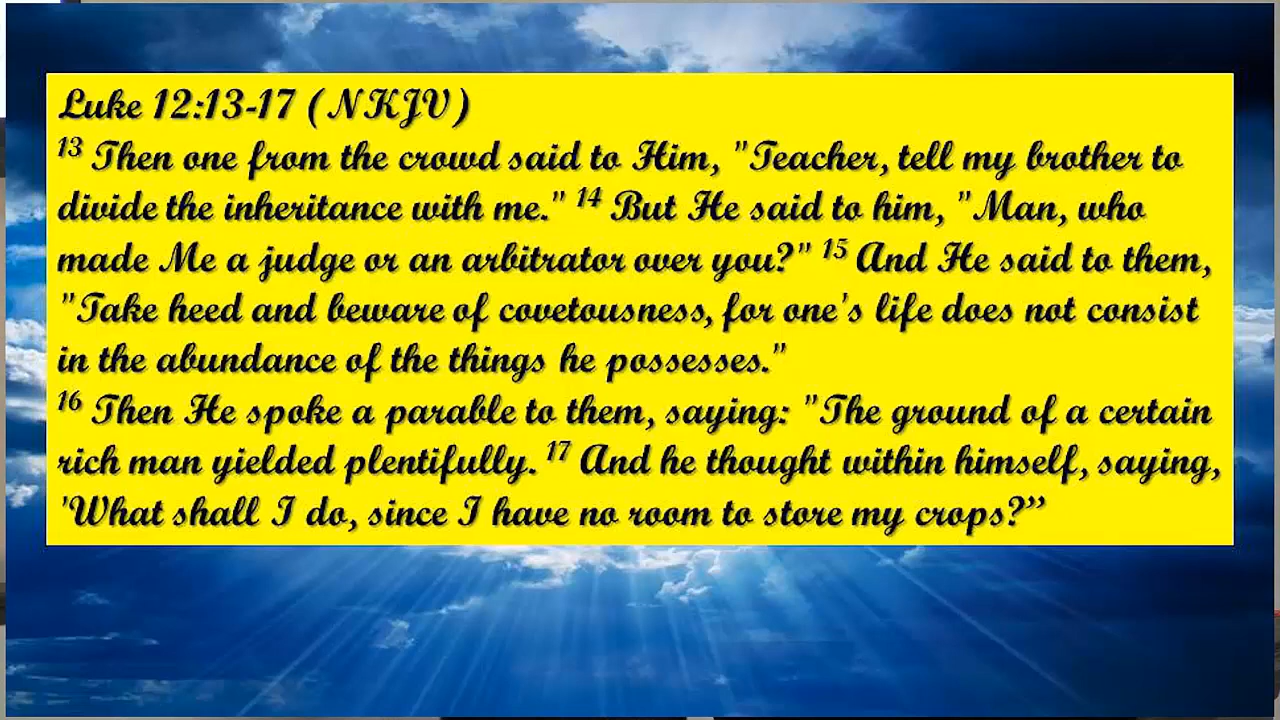 Luke 12:13-17 (NKJV)
13 Then one from the crowd said to Him, "Teacher, tell my brother to
divide the inheritance with me." 14 But He said to him, "Man, who
made Me a judge or an arbitrator over you?" 15 And He said to them,
"Take heed and beware of covetousness, for one's life does not consist
in the abundance of the things he possesses."
16 Then He spoke a parable to them, saying: "The ground of a certain
rich man yielded plentifully. 17 And he thought within himself, saying,
'What shall I do, since I have no room to store my crops?”